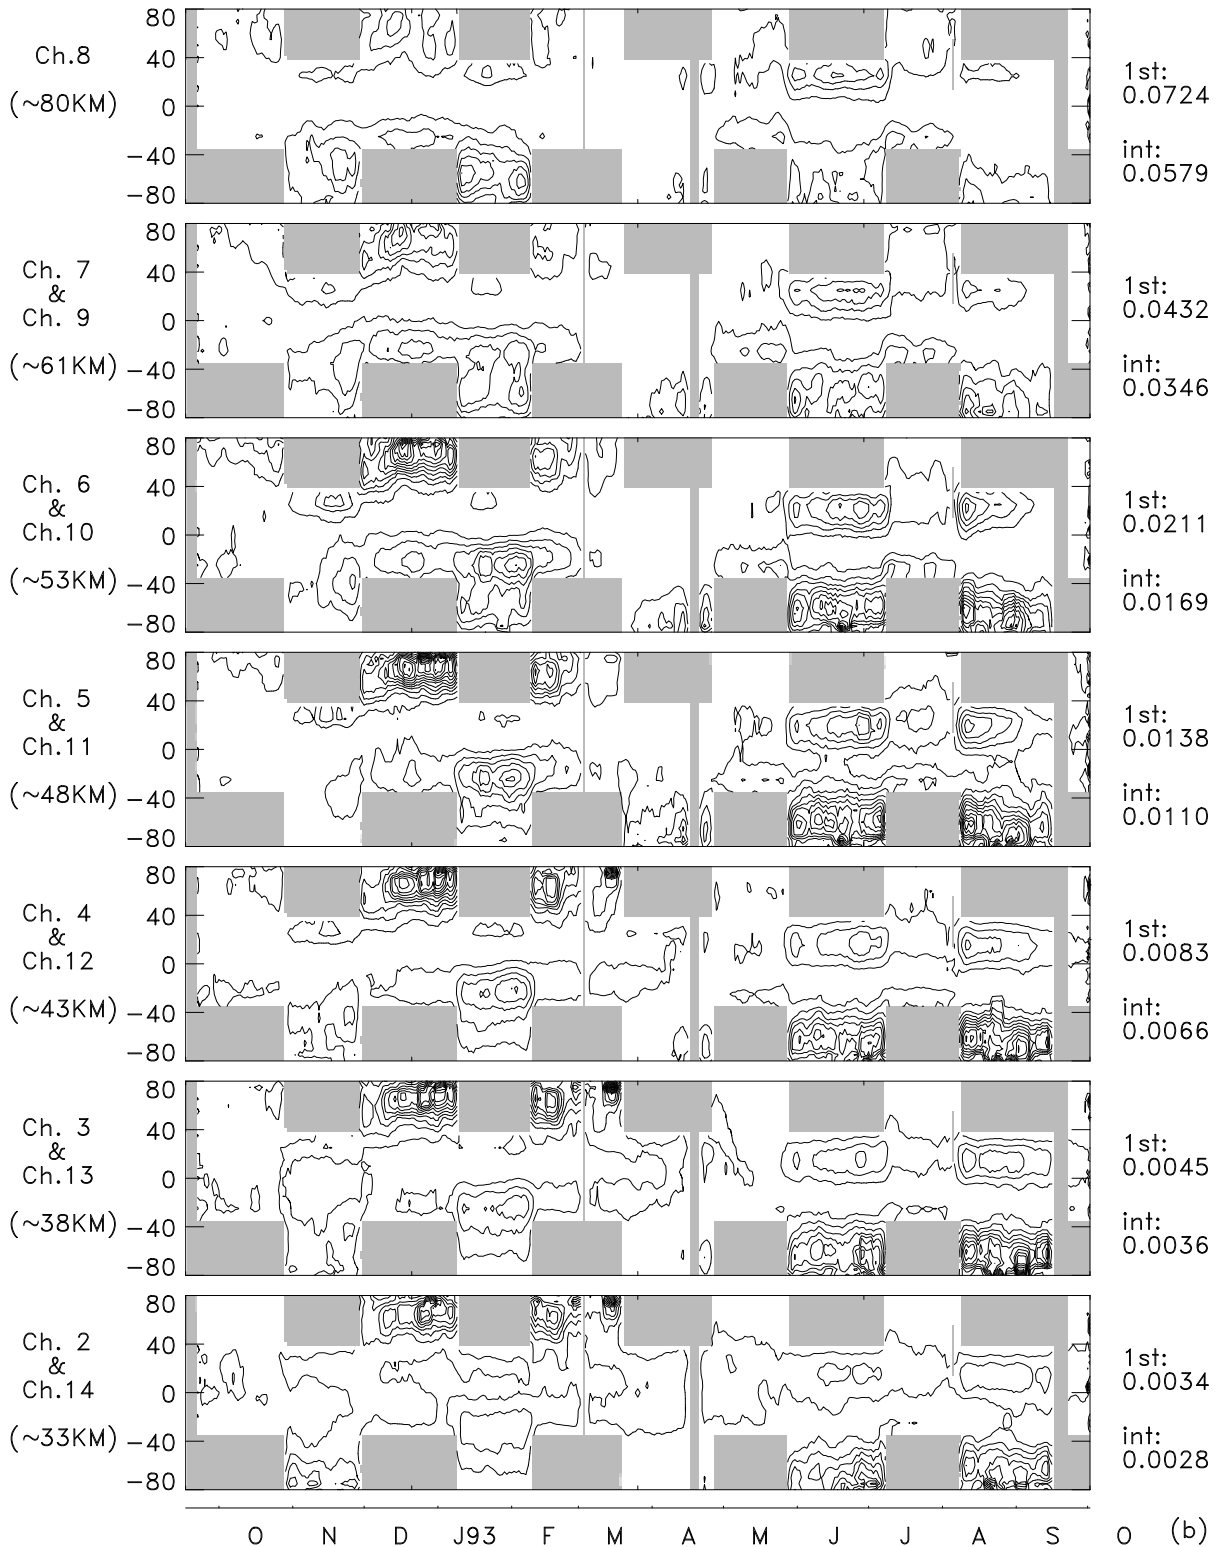 80
Ch.8
40
1st:
0.0724
(~80KM)
0
−40
int:
0.0579
−80
80
Ch. 7
40
&
1st:
0.0432
Ch. 9
0
(~61KM)
−40
int:
0.0346
−80
80
Ch. 6
40
&
1st:
0.0211
Ch.10
0
(~53KM)
−40
int:
0.0169
−80
80
Ch. 5
40
&
1st:
0.0138
Ch.11
0
(~48KM)
−40
int:
0.0110
−80
80
Ch. 4
40
&
1st:
0.0083
Ch.12
0
(~43KM)
−40
int:
0.0066
−80
80
Ch. 3
40
&
1st:
0.0045
Ch.13
0
(~38KM)
−40
int:
0.0036
−80
80
Ch. 2
40
&
1st:
0.0034
Ch.14
0
(~33KM)
−40
int:
0.0028
−80
O N D J93 F M A M J J A S O (b)